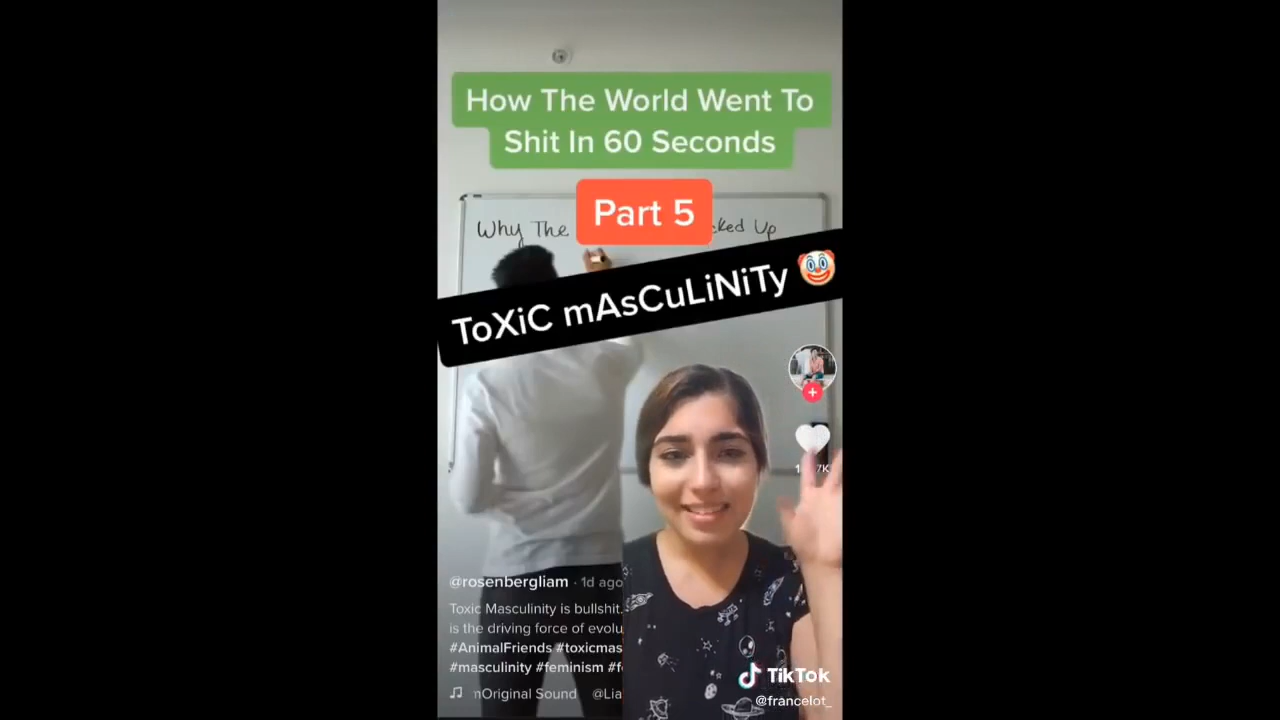 How The World Went To
Shit In 60 Seconds
Part 5
Why The
cked Up
ToXiC mAsCuLiNiTy 🤡
@rosenbergliam · 1d ago
Toxic Masculinity is bullshit.
is the driving force of evolu
#AnimalFriends #toxicmas
#masculinity #feminism #f
nOriginal Sound @Lia
TikTok
@francelot_